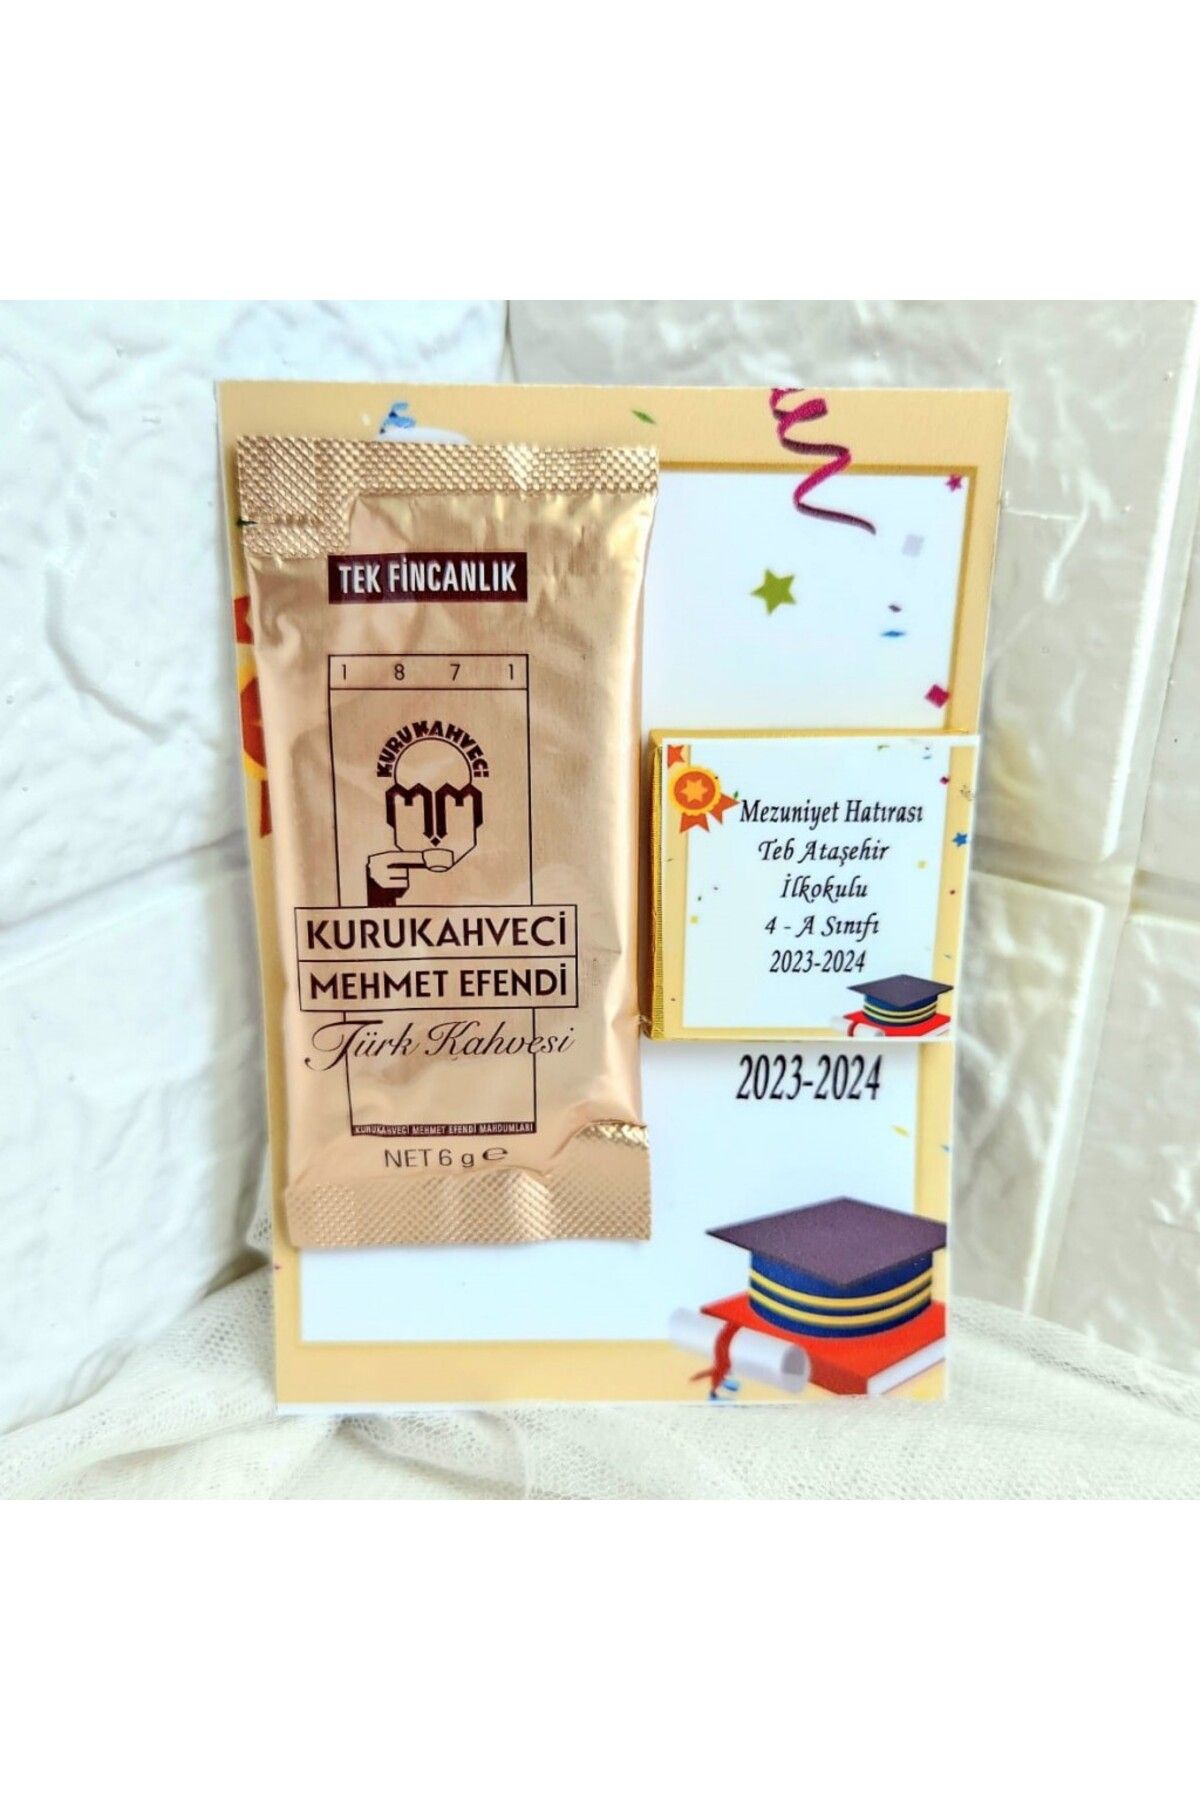 TEK FİNCANLIK
1 8 7 1
KURUKAHVECİ
KURUKAHVECİ
MEHMET EFENDİ
Türk Kahvesi
KURUKAHVECİ MEHMET EFENDİ MAHDUMLARI
NET 6 g e
Mezuniyet Hatırası
Teb Ataşehir
İlkokulu
4 - A Sınıfı
2023-2024
2023-2024